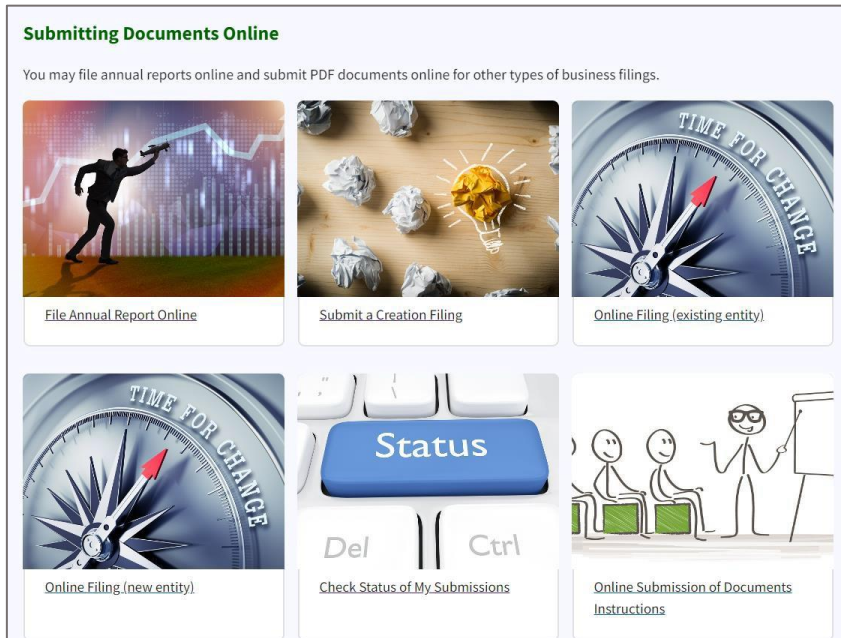 Submitting Documents Online
You may file annual reports online and submit PDF documents online for other types of business filings.
TIME FOR CHANGE
File Annual Report Online
Submit a Creation Filing
Online Filing (existing entity)
TIME FOR CHANGE
Status
Del
Ctrl
Online Filing (new entity)
Check Status of My Submissions
Online Submission of Documents
Instructions